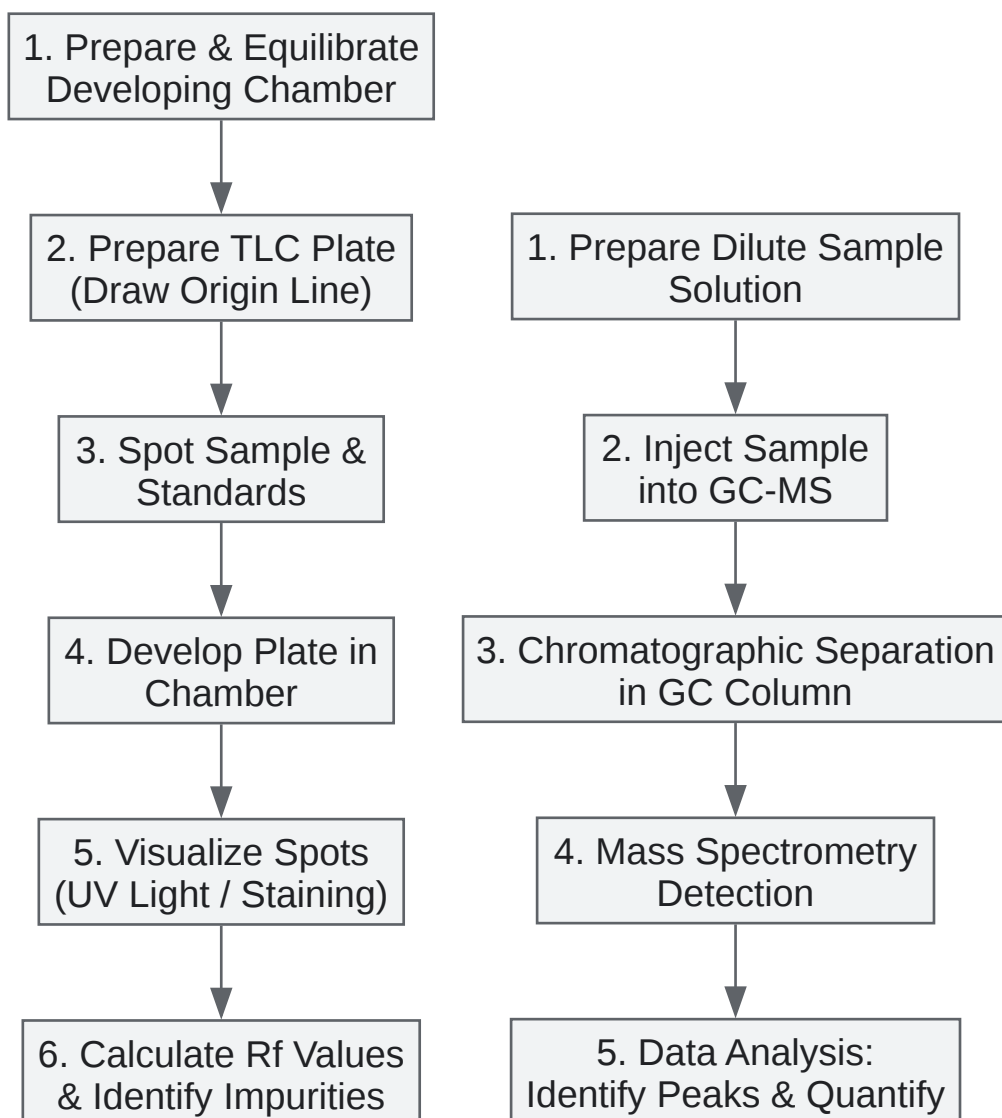 1. Prepare & Equilibrate
Developing Chamber
2. Prepare TLC Plate
(Draw Origin Line)
3. Spot Sample &
Standards
4. Develop Plate in
Chamber
5. Visualize Spots
(UV Light / Staining)
6. Calculate Rf Values
& Identify Impurities
1. Prepare Dilute Sample
Solution
2. Inject Sample
into GC-MS
3. Chromatographic Separation
in GC Column
4. Mass Spectrometry
Detection
5. Data Analysis:
Identify Peaks & Quantify